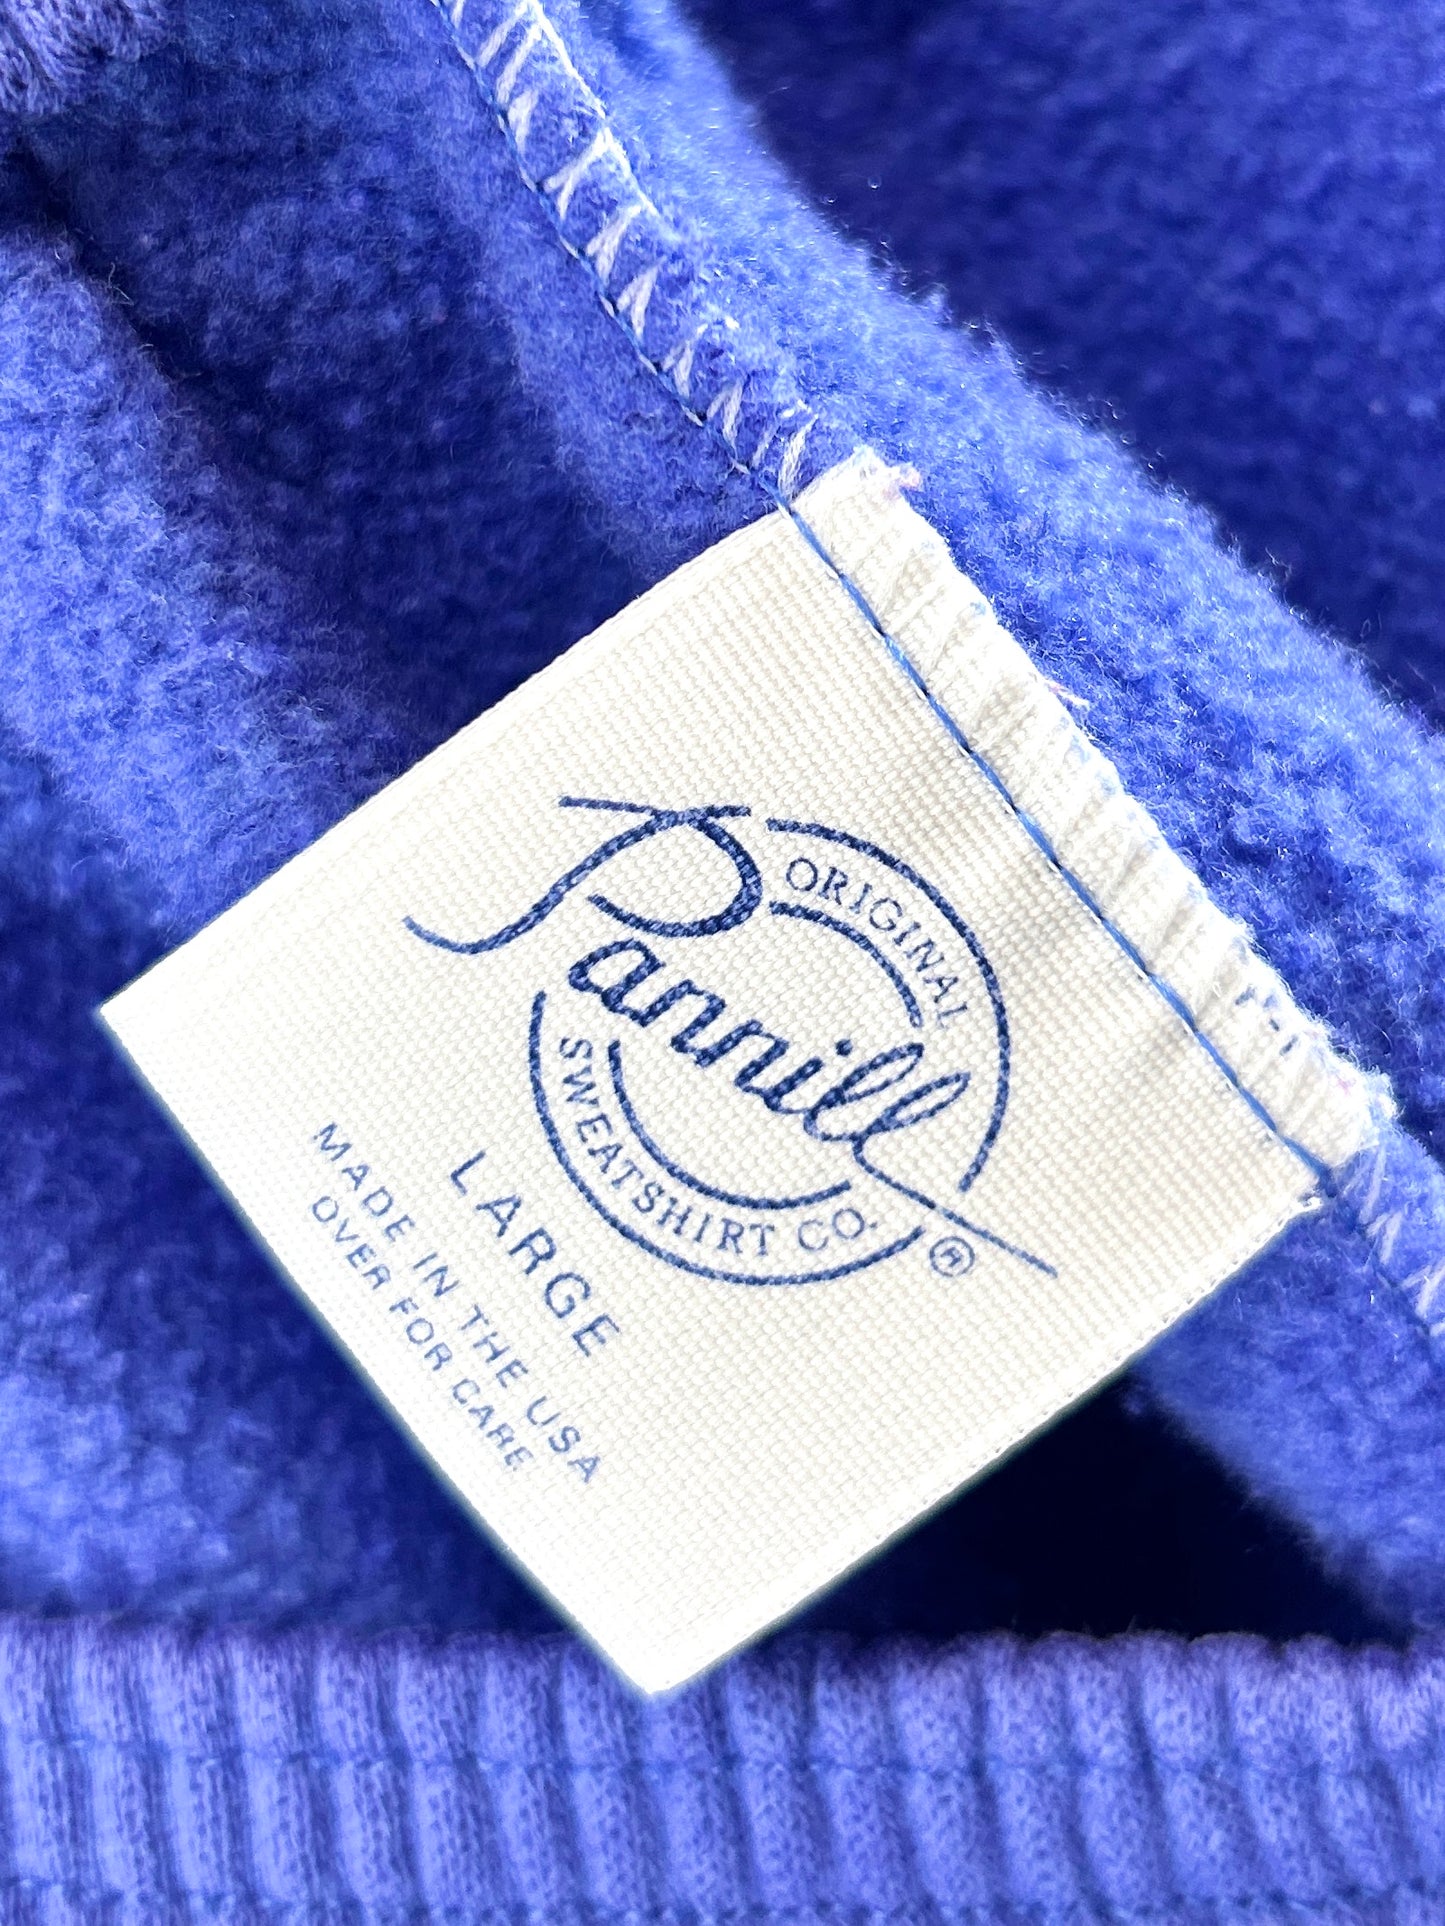 ORIGINAL
Pannill
SWEATSHIRT CO. ®
LARGE
MADE IN THE USA
OVER FOR CARE